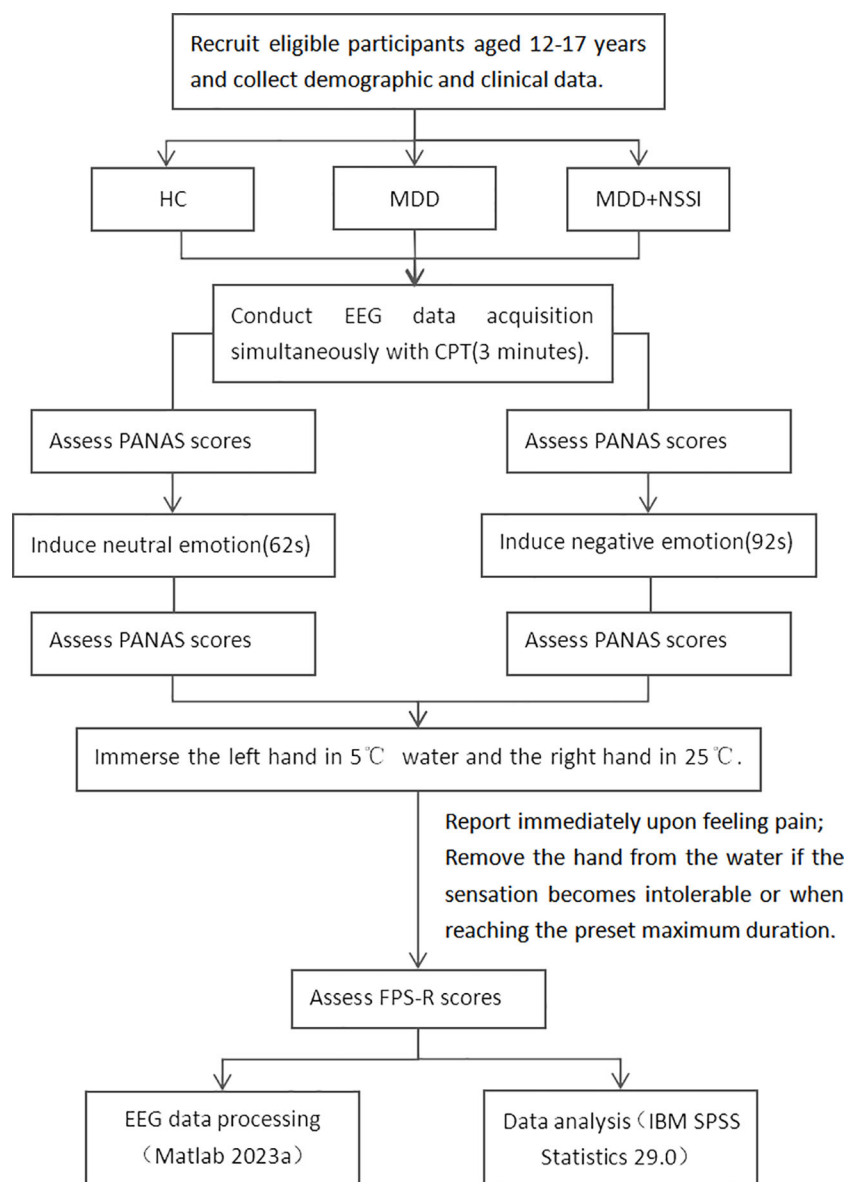 Recruit eligible participants aged 12-17 years
and collect demographic and clinical data.
HC
MDD
MDD+NSSI
Conduct EEG data acquisition
simultaneously with CPT(3 minutes).
Assess PANAS scores
Assess PANAS scores
Induce neutral emotion(62s)
Induce negative emotion(92s)
Assess PANAS scores
Assess PANAS scores
Immerse the left hand in 5℃ water and the right hand in 25℃.
Report immediately upon feeling pain;
Remove the hand from the water if the
sensation becomes intolerable or when
reaching the preset maximum duration.
Assess FPS-R scores
EEG data processing
（Matlab 2023a）
Data analysis（IBM SPSS
Statistics 29.0）